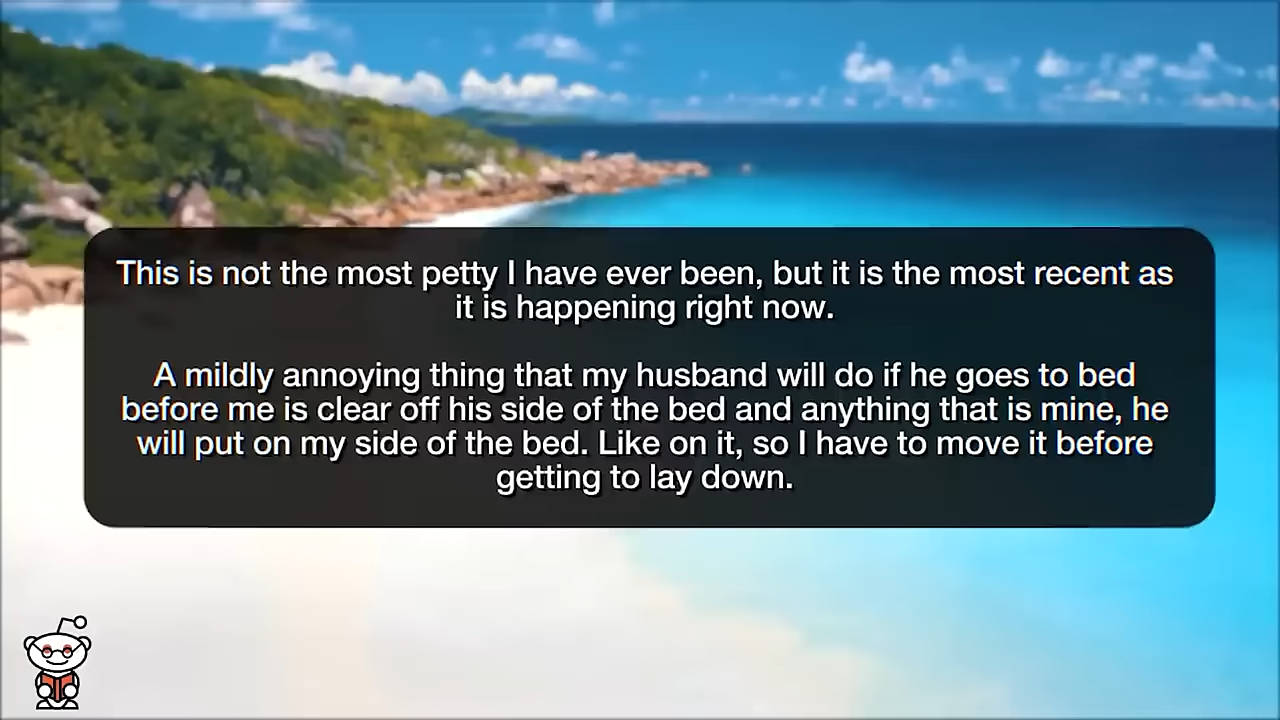 This is not the most petty I have ever been, but it is the most recent as
it is happening right now.
A mildly annoying thing that my husband will do if he goes to bed
before me is clear off his side of the bed and anything that is mine, he
will put on my side of the bed. Like on it, so I have to move it before
getting to lay down.